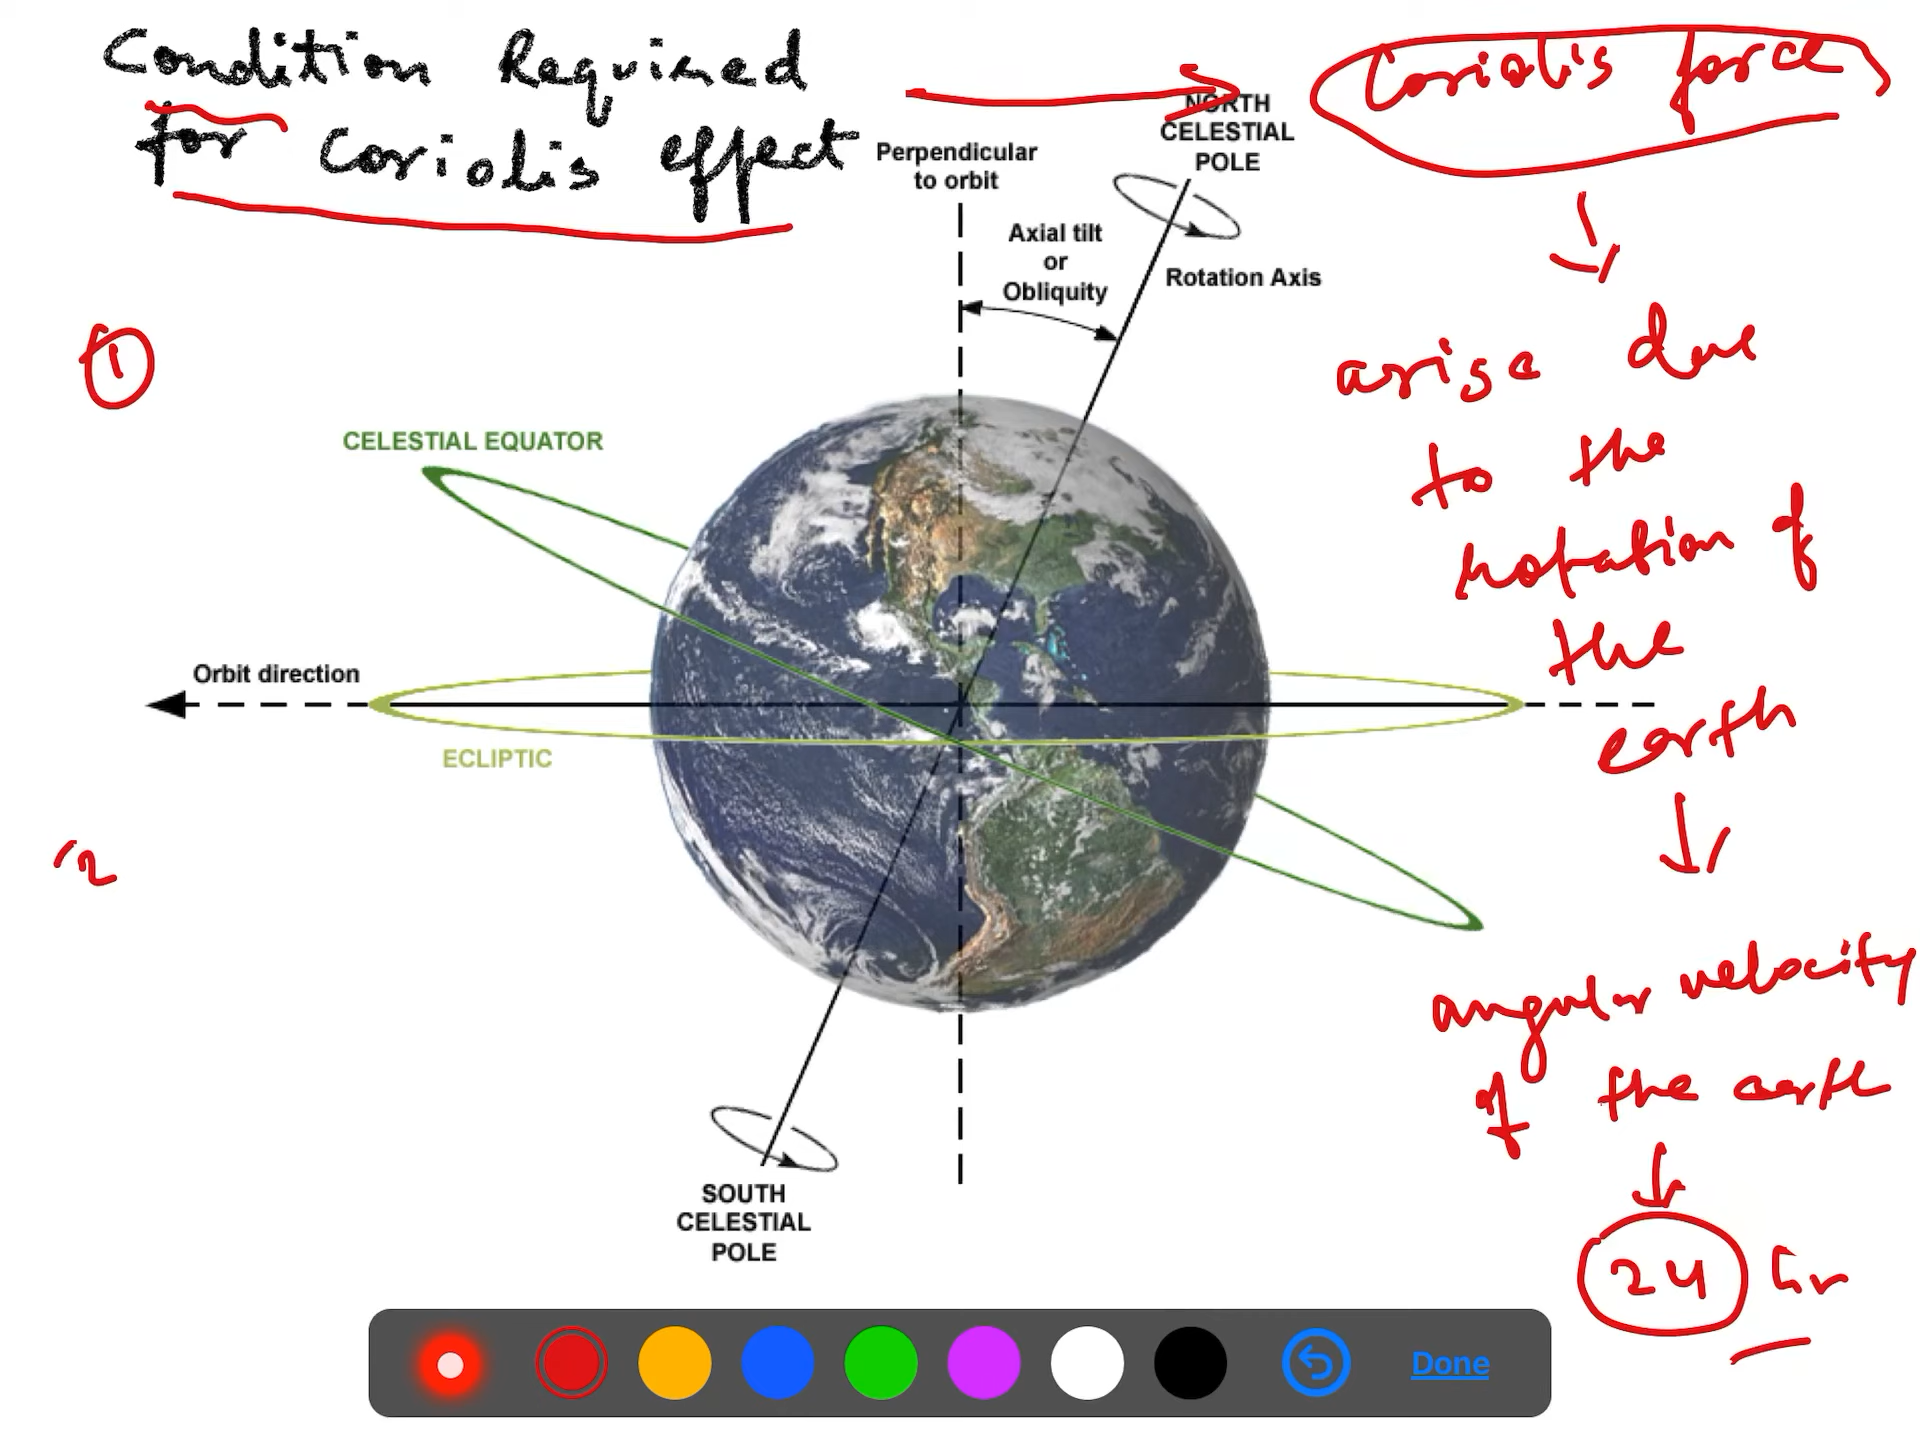 Condition Required
for Coriolis effect
Coriolis force
NORTH
CELESTIAL
POLE
Perpendicular
to orbit
Axial tilt
or
Obliquity
Rotation Axis
1
arise due
to the
rotation of
the
earth
CELESTIAL EQUATOR
Orbit direction
ECLIPTIC
2
angular velocity
of the earth
24 hr
SOUTH
CELESTIAL
POLE
Done